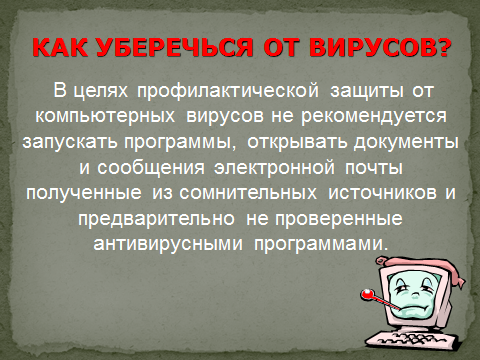 КАК УБЕРЕЧЬСЯ ОТ ВИРУСОВ?
В целях профилактической защиты от
компьютерных вирусов не рекомендуется
запускать программы, открывать документы
и сообщения электронной почты
полученные из сомнительных источников и
предварительно не проверенные
антивирусными программами.